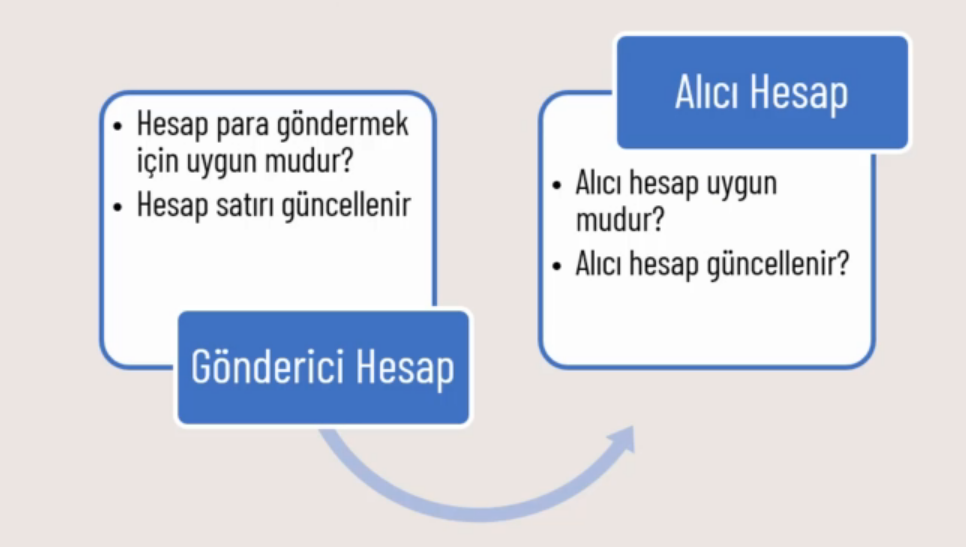 • Hesap para göndermek
için uygun mudur?
• Hesap satırı güncellenir
Gönderici Hesap
Alıcı Hesap
• Alıcı hesap uygun
mudur?
• Alıcı hesap güncellenir?